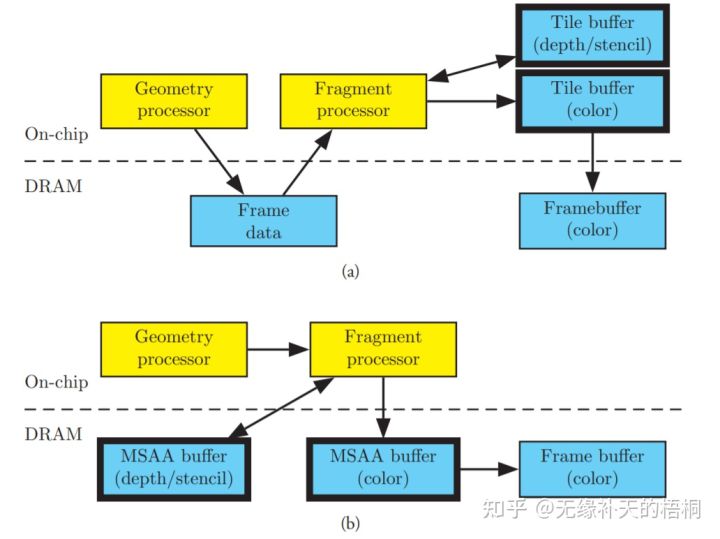 Tile buffer
(depth/stencil)
Geometry
processor
Fragment
processor
Tile buffer
(color)
On-chip
DRAM
Frame
data
Framebuffer
(color)
(a)
Geometry
processor
Fragment
processor
On-chip
DRAM
MSAA buffer
(depth/stencil)
MSAA buffer
(color)
Frame buffer
(color)
知乎 @无缘补天的梧桐
(b)